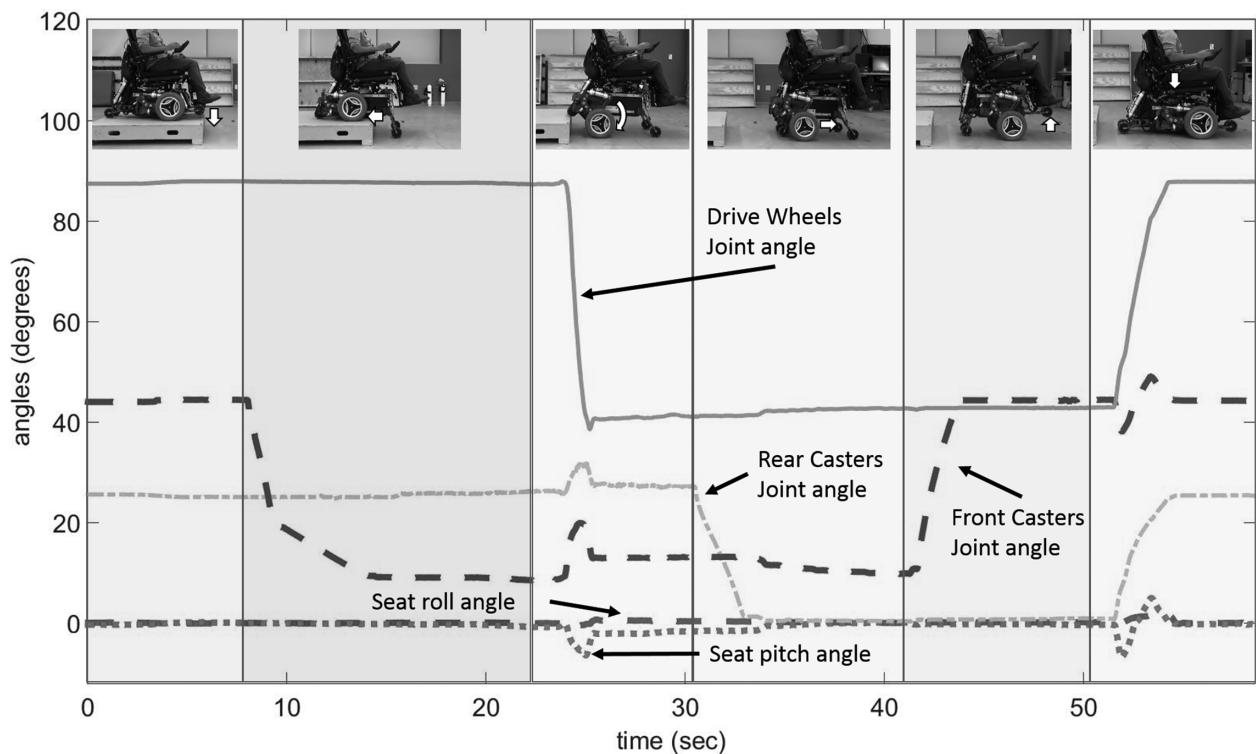 120
100
80
60
40
20
0
angles (degrees)
Drive Wheels
Joint angle
Rear Casters
Joint angle
Front Casters
Joint angle
Seat roll angle
Seat pitch angle
0
10
20
30
40
50
time (sec)